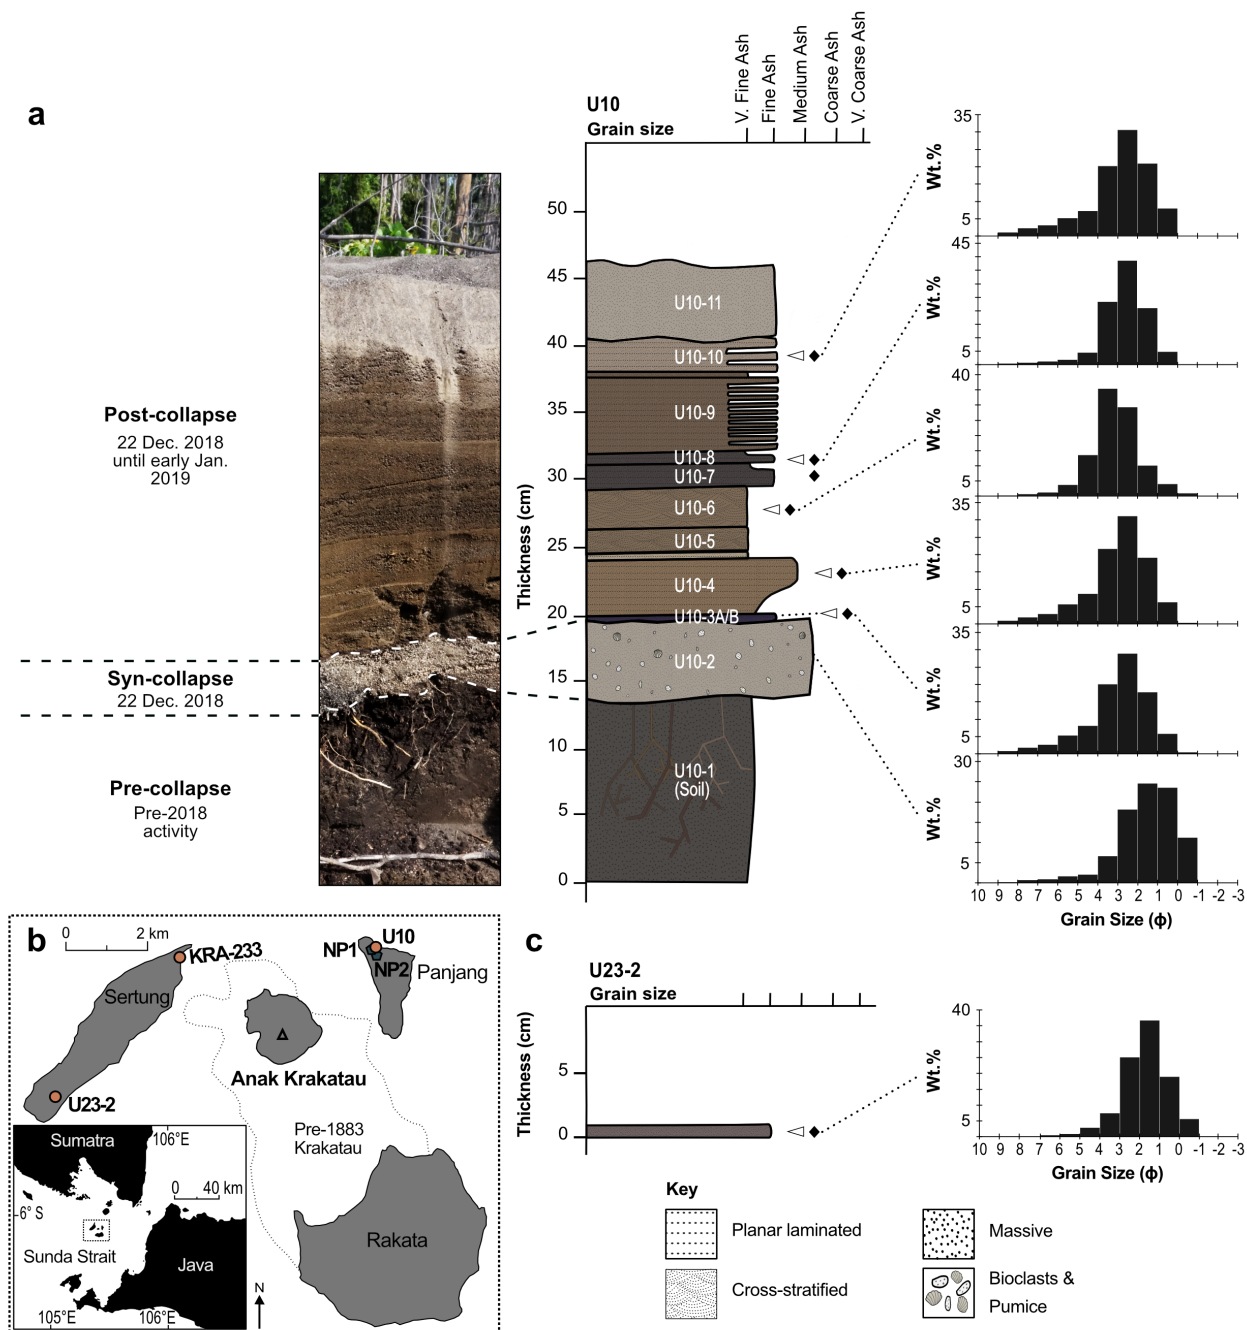 a
U10
Grain size
V. Fine Ash
Fine Ash
Medium Ash
Coarse Ash
V. Coarse Ash
Post-collapse
22 Dec. 2018
until early Jan.
2019
Syn-collapse
22 Dec. 2018
Pre-collapse
Pre-2018
activity
Thickness (cm)
50
45
40
35
30
25
20
15
10
5
0
U10-11
U10-10
U10-9
U10-8
U10-7
U10-6
U10-5
U10-4
U10-3A/B
U10-2
U10-1
(Soil)
35
Wt.%
5
45
Wt.%
5
40
Wt.%
5
35
Wt.%
5
35
Wt.%
5
30
Wt.%
5
10 9 8 7 6 5 4 3 2 1 0 -1 -2 -3
Grain Size (ϕ)
b
0 2 km
KRA-233
Sertung
U23-2
U10
NP1
NP2
Panjang
Anak Krakatau
Pre-1883
Krakatau
Rakata
Sumatra
106°E
0 40 km
6° S
Sunda Strait
Java
105°E
106°E
N
c
U23-2
Grain size
Thickness (cm)
5
0
40
Wt.%
5
10 9 8 7 6 5 4 3 2 1 0 -1 -2 -3
Grain Size (ϕ)
Key
Planar laminated
Massive
Cross-stratified
Bioclasts &
Pumice